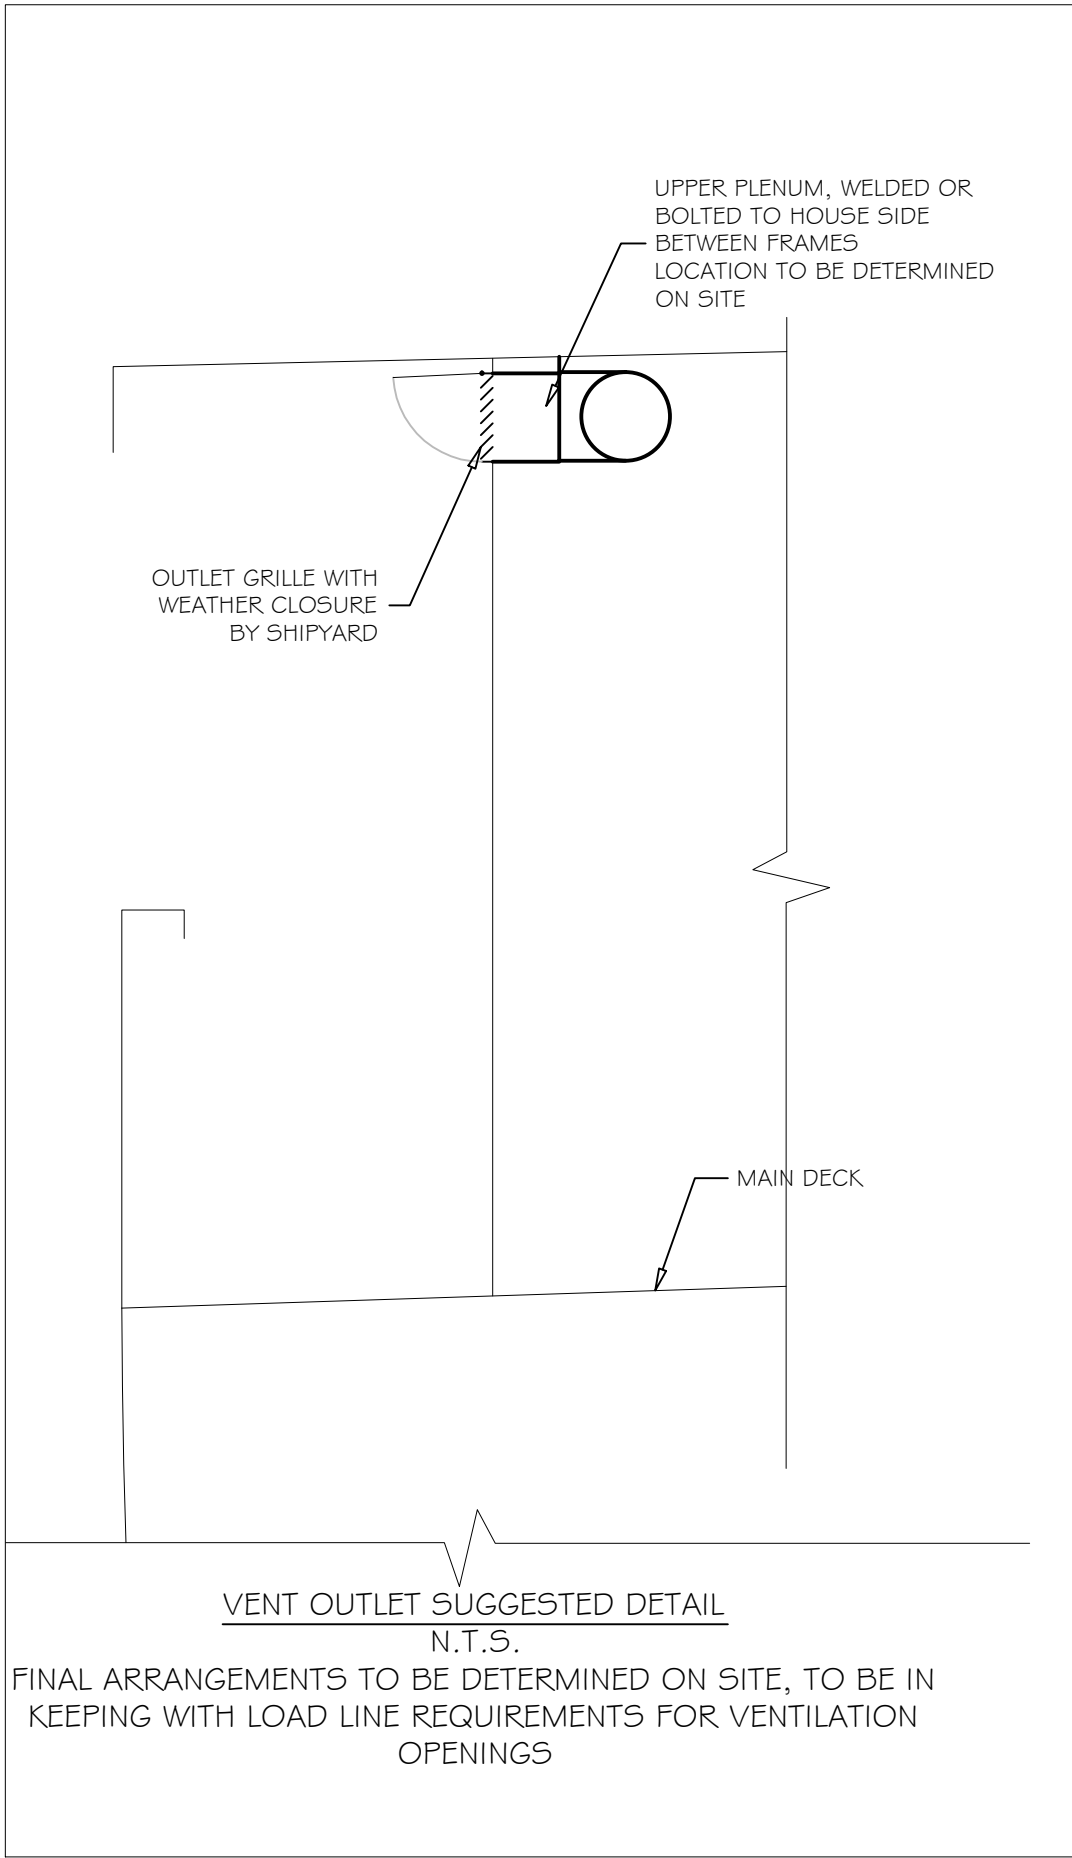 UPPER PLENUM, WELDED OR
BOLTED TO HOUSE SIDE
BETWEEN FRAMES
LOCATION TO BE DETERMINED
ON SITE
OUTLET GRILLE WITH
WEATHER CLOSURE
BY SHIPYARD
MAIN DECK
VENT OUTLET SUGGESTED DETAIL
N.T.S.
FINAL ARRANGEMENTS TO BE DETERMINED ON SITE, TO BE IN
KEEPING WITH LOAD LINE REQUIREMENTS FOR VENTILATION
OPENINGS